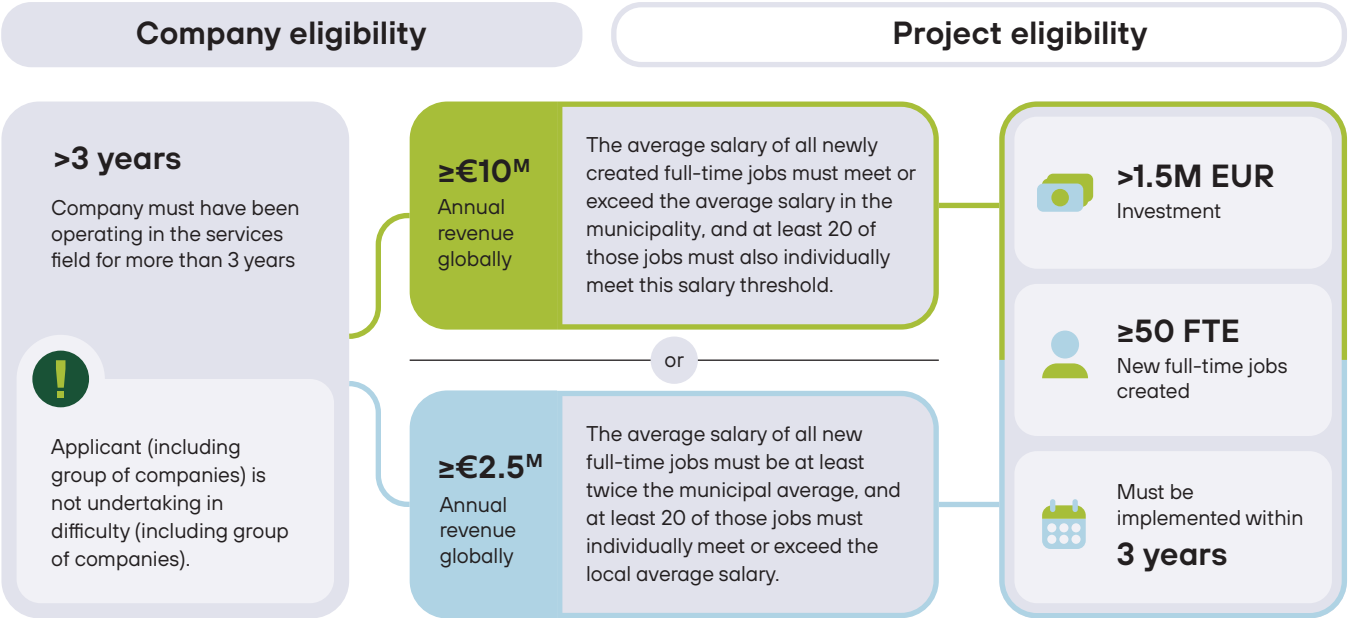 Company eligibility
Project eligibility
>3 years
Company must have been
operating in the services
field for more than 3 years
!
Applicant (including
group of companies) is
not undertaking in
difficulty (including group
of companies).
≥€10ᴹ
Annual
revenue
globally
The average salary of all newly
created full-time jobs must meet or
exceed the average salary in the
municipality, and at least 20 of
those jobs must also individually
meet this salary threshold.
or
≥€2.5ᴹ
Annual
revenue
globally
The average salary of all new
full-time jobs must be at least
twice the municipal average, and
at least 20 of those jobs must
individually meet or exceed the
local average salary.
>1.5M EUR
Investment
≥50 FTE
New full-time jobs
created
Must be
implemented within
3 years